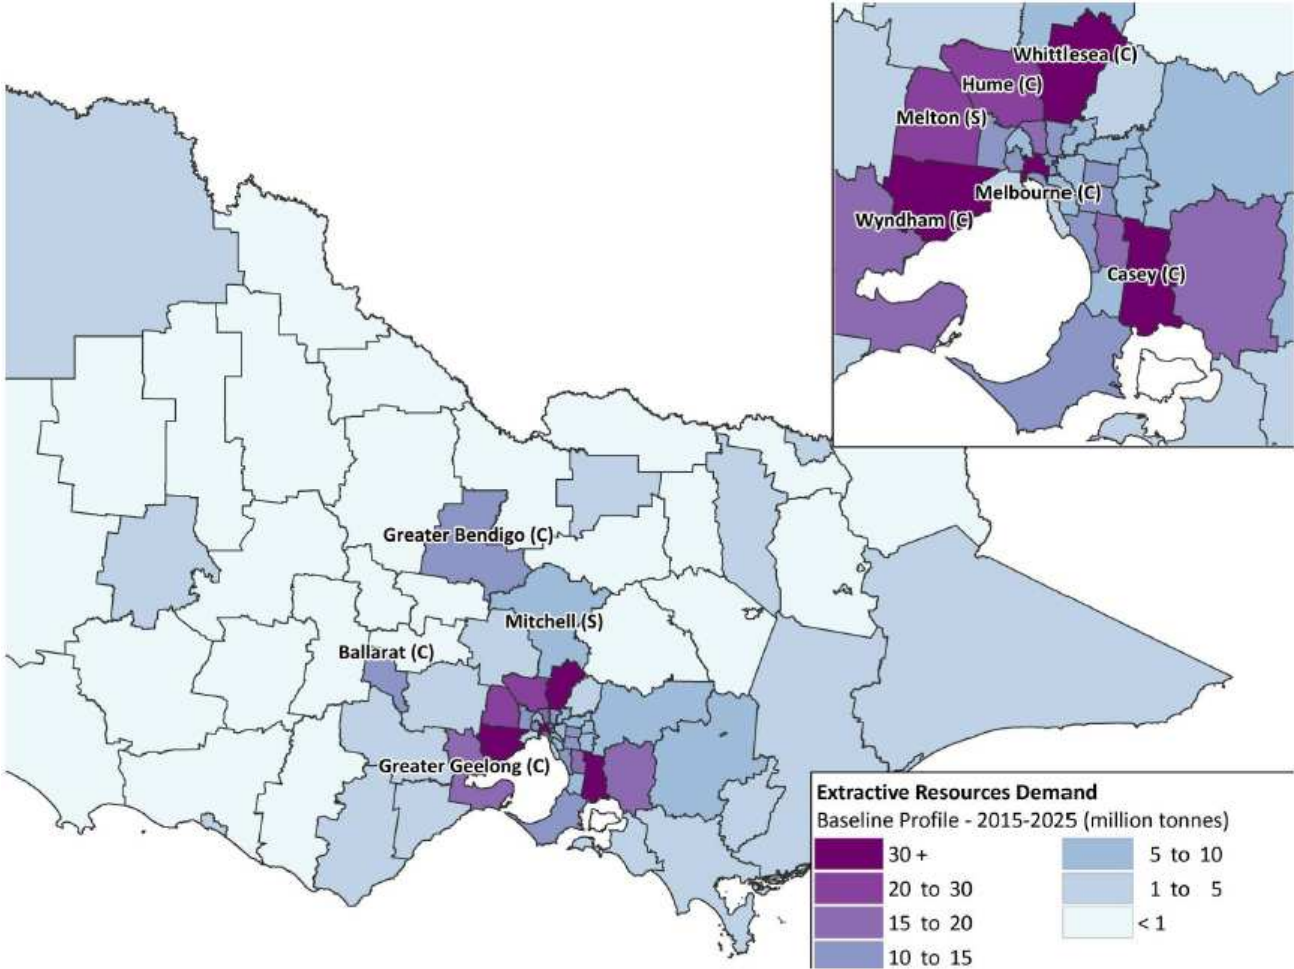 Whittlesea (C)
Hume (C)
Melton (S)
Melbourne (C)
Wyndham (C)
Casey (C)
Greater Bendigo (C)
Mitchell (S)
Ballarat (C)
Greater Geelong (C)
Extractive Resources Demand
Baseline Profile - 2015-2025 (million tonnes)
30 +
20 to 30
15 to 20
10 to 15
5 to 10
1 to 5
< 1